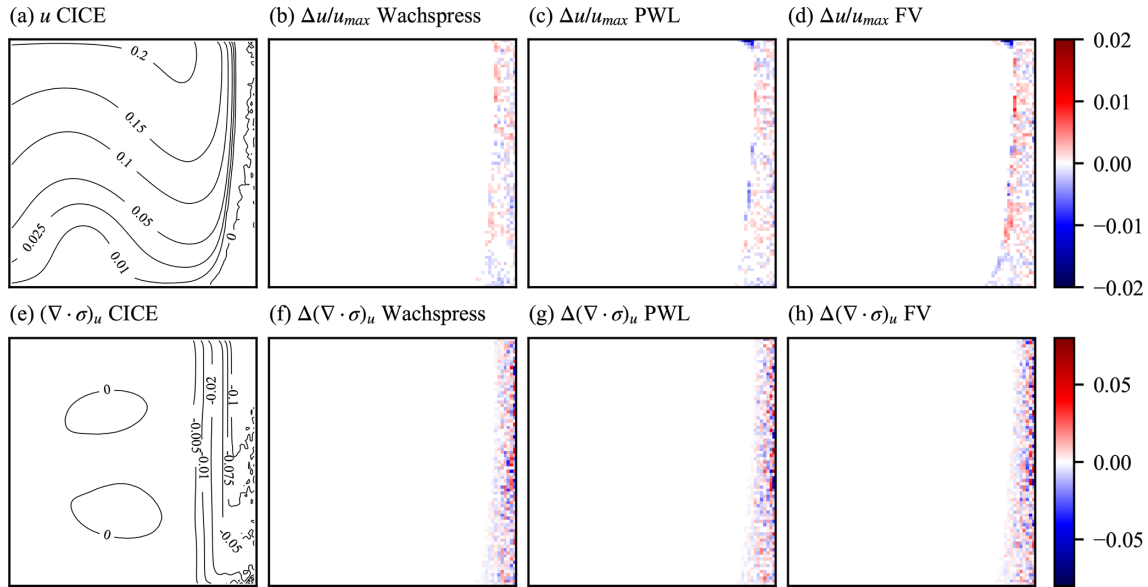 (a) u CICE
(b) Δu/u_max Wachspress
(c) Δu/u_max PWL
(d) Δu/u_max FV
0.2
0.15
0.1
0.05
0.025
0.01
0
0.02
0.01
0.00
−0.01
−0.02
(e) (∇ · σ)_u CICE
(f) Δ(∇ · σ)_u Wachspress
(g) Δ(∇ · σ)_u PWL
(h) Δ(∇ · σ)_u FV
0
0
-0.005
-0.01
-0.02
-0.1
-0.075
-0.05
0.05
0.00
−0.05